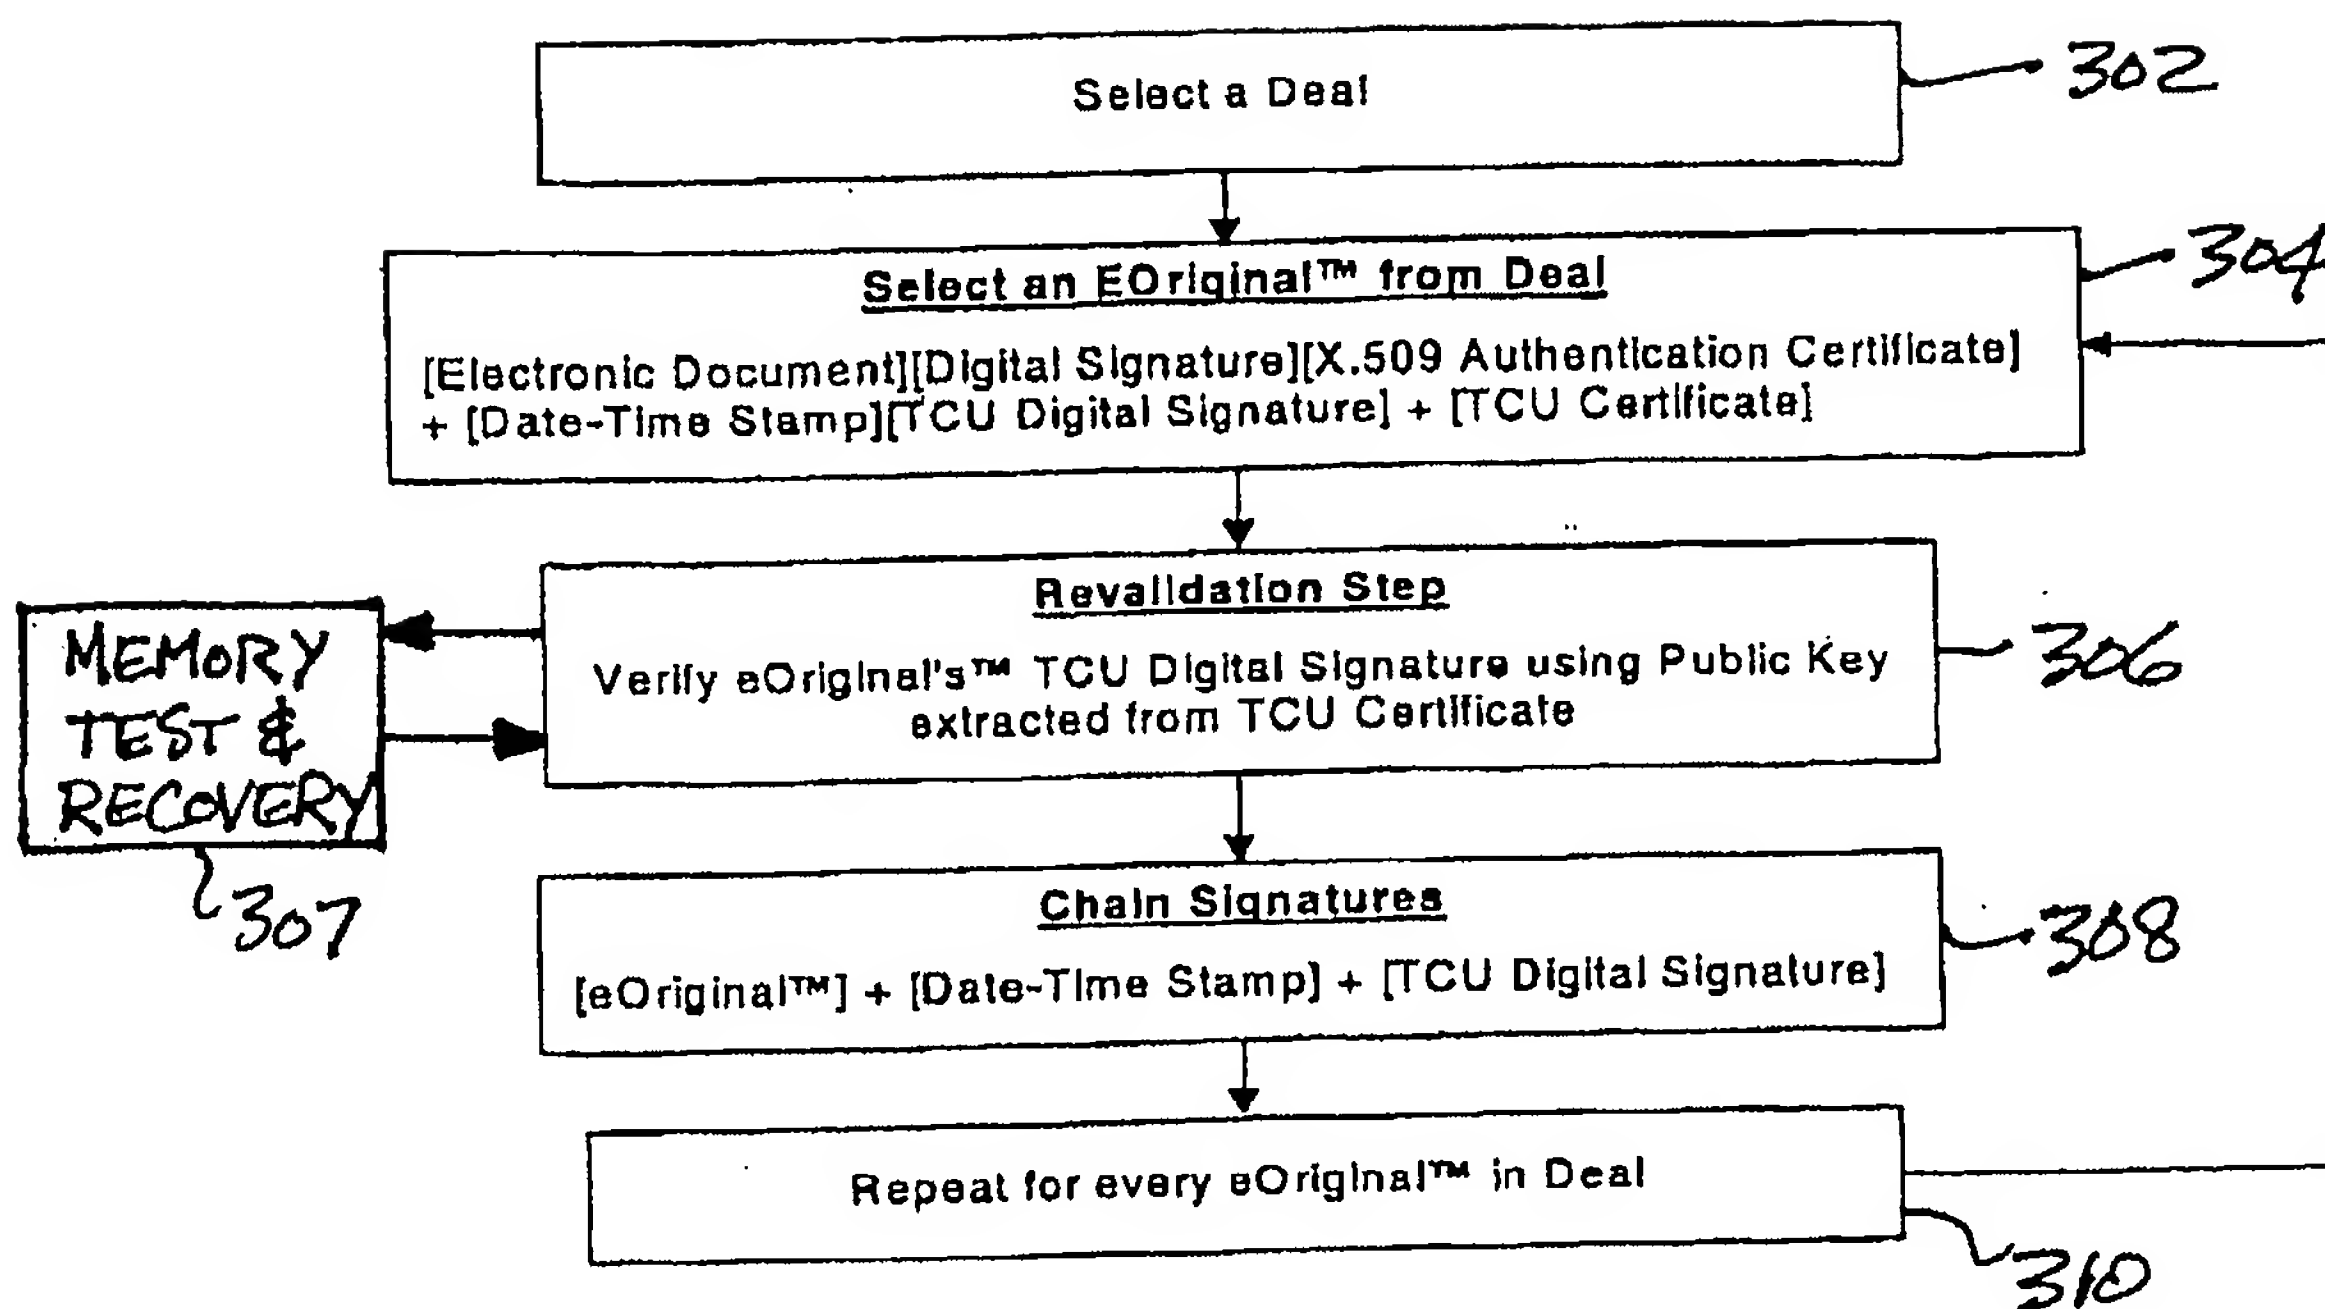 Select a Deal
302
Select an EOriginal™ from Deal
304
[Electronic Document][Digital Signature][X.509 Authentication Certificate]
+ [Date-Time Stamp][TCU Digital Signature] + [TCU Certificate]
Revalidation Step
Verify eOriginal's™ TCU Digital Signature using Public Key
extracted from TCU Certificate
306
MEMORY
TEST &
RECOVERY
307
Chain Signatures
[eOriginal™] + [Date-Time Stamp] + [TCU Digital Signature]
308
Repeat for every eOriginal™ in Deal
310